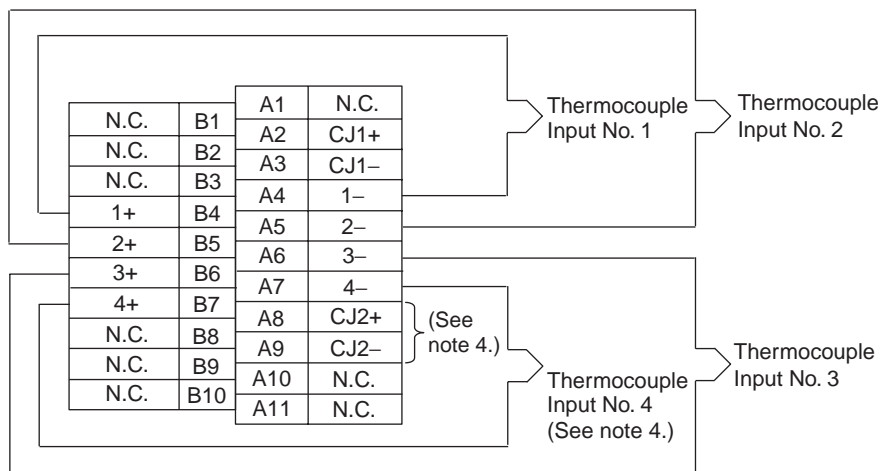 N.C. B1
N.C. B2
N.C. B3
1+ B4
2+ B5
3+ B6
4+ B7
N.C. B8
N.C. B9
N.C. B10
A1 N.C.
A2 CJ1+
A3 CJ1−
A4 1−
A5 2−
A6 3−
A7 4−
A8 CJ2+
A9 CJ2−
A10 N.C.
A11 N.C.
(See
note 4.)
Thermocouple
Input No. 1
Thermocouple
Input No. 2
Thermocouple
Input No. 3
Thermocouple
Input No. 4
(See note 4.)